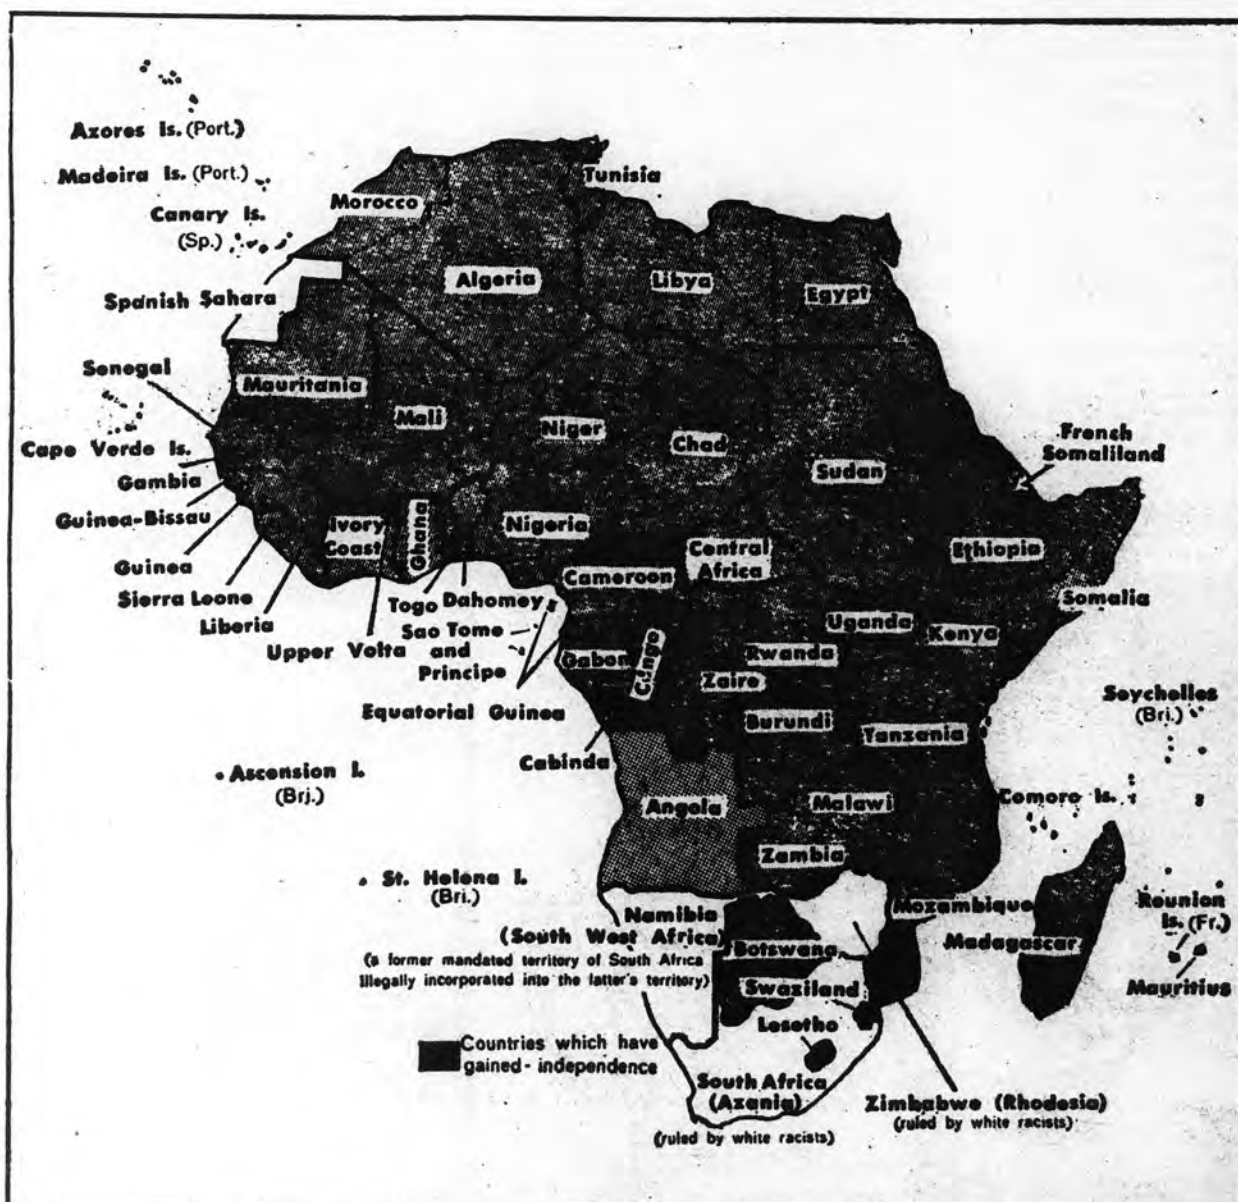 Azores Is. (Port.)
Madeira Is. (Port.)
Canary Is.
(Sp.)
Morocco
Tunisia
Algeria
Libya
Egypt
Spanish Sahara
Senegal
Mauritania
Mali
Niger
Chad
Sudan
French
Somaliland
Cape Verde Is.
Gambia
Guinea-Bissau
Guinea
Sierra Leone
Liberia
Ivory
Coast
Ghana
Nigeria
Upper Volta
Togo
Dahomey
Cameroon
Central
Africa
Ethiopia
Somalia
Sao Tome
and
Principe
Equatorial Guinea
Gabon
Congo
Zaire
Rwanda
Uganda
Kenya
Burundi
Tanzania
Seychelles
(Bri.)
Cabinda
Ascension I.
(Bri.)
Angola
Malawi
Zambia
Comoro Is.
St. Helena I.
(Bri.)
Namibia
(South West Africa)
(a former mandated territory of South Africa
illegally incorporated into the latter's territory)
Botswana
Mozambique
Madagascar
Reunion
Is. (Fr.)
Mauritius
Swaziland
Lesotho
Countries which have
gained - independence
South Africa
(Azania)
(ruled by white racists)
Zimbabwe (Rhodesia)
(ruled by white racists)